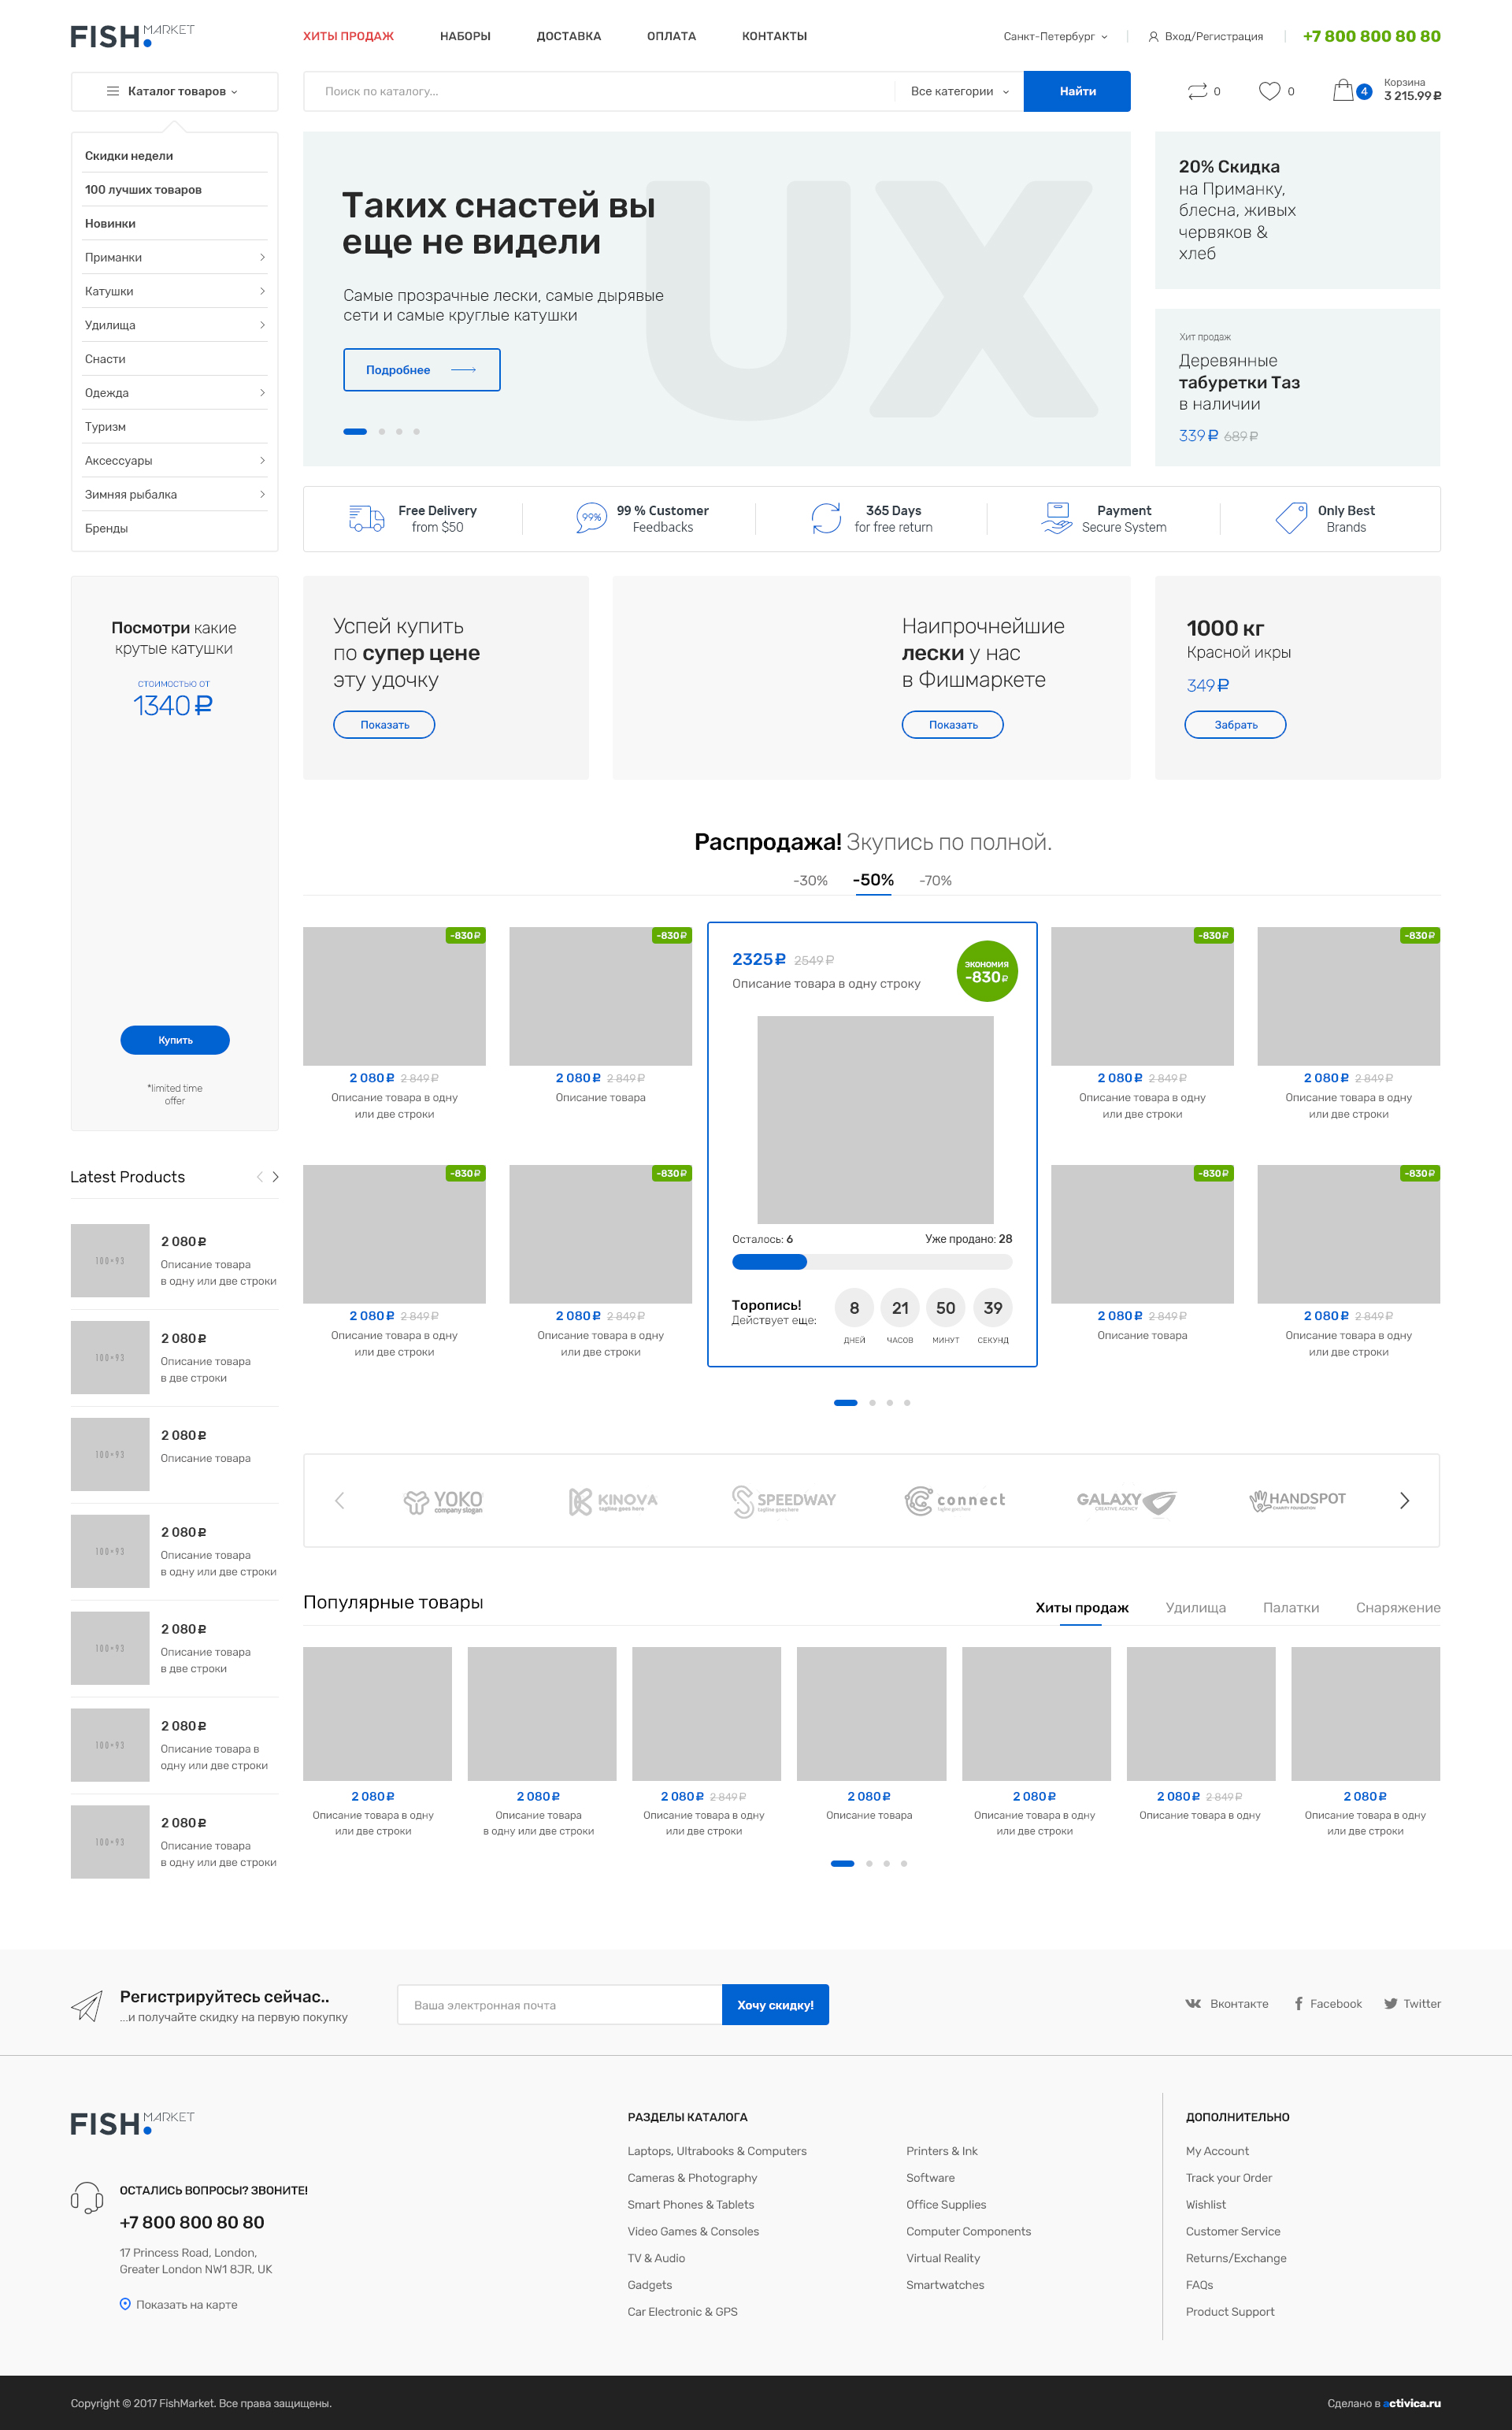 FISH. MARKET
ХИТЫ ПРОДАЖ
НАБОРЫ
ДОСТАВКА
ОПЛАТА
КОНТАКТЫ
Санкт-Петербург
Вход/Регистрация
+7 800 800 80 80
Каталог товаров
Поиск по каталогу...
Все категории
Найти
0
0
4
Корзина
3 215.99 ₽
Скидки недели
100 лучших товаров
Новинки
Приманки
Катушки
Удилища
Снасти
Одежда
Туризм
Аксессуары
Зимняя рыбалка
Бренды
UX
Таких снастей вы
еще не видели
Самые прозрачные лески, самые дырявые
сети и самые круглые катушки
Подробнее
20% Скидка
на Приманку,
блесна, живых
червяков &
хлеб
Хит продаж
Деревянные
табуретки Таз
в наличии
339 ₽ 689 ₽
Free Delivery
from $50
99%
99 % Customer
Feedbacks
365 Days
for free return
Payment
Secure System
Only Best
Brands
Посмотри какие
крутые катушки
стоимостью от
1340 ₽
Купить
*limited time
offer
Успей купить
по супер цене
эту удочку
Показать
Наипрочнейшие
лески у нас
в Фишмаркете
Показать
1000 кг
Красной икры
349 ₽
Забрать
Распродажа! Зкупись по полной.
-30%
-50%
-70%
-830 ₽
2 080 ₽ 2 849 ₽
Описание товара в одну
или две строки
-830 ₽
2 080 ₽ 2 849 ₽
Описание товара
2325 ₽ 2549 ₽
Описание товара в одну строку
экономия
-830 ₽
Осталось: 6
Уже продано: 28
Торопись!
Действует еще:
8
21
50
39
ДНЕЙ
ЧАСОВ
МИНУТ
СЕКУНД
-830 ₽
2 080 ₽ 2 849 ₽
Описание товара в одну
или две строки
-830 ₽
2 080 ₽ 2 849 ₽
Описание товара в одну
или две строки
-830 ₽
2 080 ₽ 2 849 ₽
Описание товара в одну
или две строки
-830 ₽
2 080 ₽ 2 849 ₽
Описание товара в одну
или две строки
-830 ₽
2 080 ₽ 2 849 ₽
Описание товара
-830 ₽
2 080 ₽ 2 849 ₽
Описание товара в одну
или две строки
Latest Products
100×93
2 080 ₽
Описание товара
в одну или две строки
100×93
2 080 ₽
Описание товара
в две строки
100×93
2 080 ₽
Описание товара
100×93
2 080 ₽
Описание товара
в одну или две строки
100×93
2 080 ₽
Описание товара
в две строки
100×93
2 080 ₽
Описание товара в
одну или две строки
100×93
2 080 ₽
Описание товара
в одну или две строки
YOKO
company slogan
KINOVA
tagline goes here
SPEEDWAY
tagline goes here
connect
tagline goes here
GALAXY
CREATIVE AGENCY
HANDSPOT
CHARITY FOUNDATION
Популярные товары
Хиты продаж
Удилища
Палатки
Снаряжение
2 080 ₽
Описание товара в одну
или две строки
2 080 ₽
Описание товара
в одну или две строки
2 080 ₽ 2 849 ₽
Описание товара в одну
или две строки
2 080 ₽
Описание товара
2 080 ₽
Описание товара в одну
или две строки
2 080 ₽ 2 849 ₽
Описание товара в одну
2 080 ₽
Описание товара в одну
или две строки
Регистрируйтесь сейчас..
...и получайте скидку на первую покупку
Ваша электронная почта
Хочу скидку!
Вконтакте
Facebook
Twitter
FISH. MARKET
ОСТАЛИСЬ ВОПРОСЫ? ЗВОНИТЕ!
+7 800 800 80 80
17 Princess Road, London,
Greater London NW1 8JR, UK
Показать на карте
РАЗДЕЛЫ КАТАЛОГА
Laptops, Ultrabooks & Computers
Cameras & Photography
Smart Phones & Tablets
Video Games & Consoles
TV & Audio
Gadgets
Car Electronic & GPS
Printers & Ink
Software
Office Supplies
Computer Components
Virtual Reality
Smartwatches
ДОПОЛНИТЕЛЬНО
My Account
Track your Order
Wishlist
Customer Service
Returns/Exchange
FAQs
Product Support
Copyright © 2017 FishMarket. Все права защищены.
Сделано в activica.ru